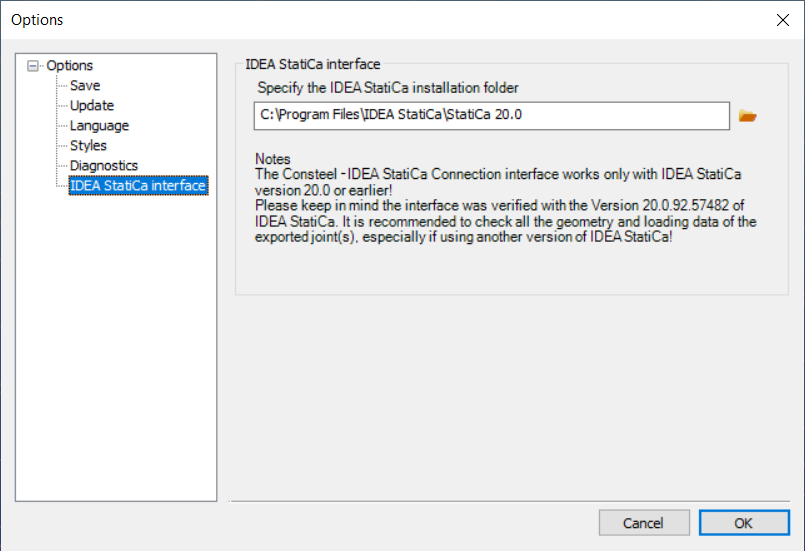 Options
Options
Save
Update
Language
Styles
Diagnostics
IDEA StatiCa interface
IDEA StatiCa interface
Specify the IDEA StatiCa installation folder
C:\Program Files\IDEA StatiCa\StatiCa 20.0
Notes
The Consteel - IDEA StatiCa Connection interface works only with IDEA StatiCa
version 20.0 or earlier!
Please keep in mind the interface was verified with the Version 20.0.92.57482 of
IDEA StatiCa. It is recommended to check all the geometry and loading data of the
exported joint(s), especially if using another version of IDEA StatiCa!
Cancel
OK